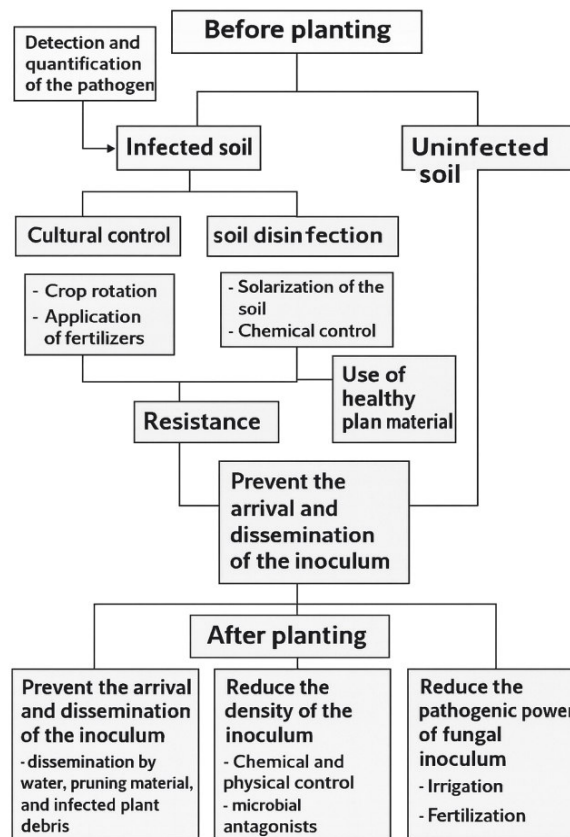 Before planting
Detection and
quantification
of the pathogen
Infected soil
Uninfected
soil
Cultural control
soil disinfection
- Crop rotation
- Application
of fertilizers
- Solarization of the
soil
- Chemical control
Use of
healthy
plan material
Resistance
Prevent the
arrival and
dissemination
of the inoculum
After planting
Prevent the arrival
and dissemination
of the inoculum
- dissemination by
water, pruning material,
and infected plant
debris
Reduce the
density of the
inoculum
- Chemical and
physical control
- microbial
antagonists
Reduce the
pathogenic power
of fungal
inoculum
- Irrigation
- Fertilization